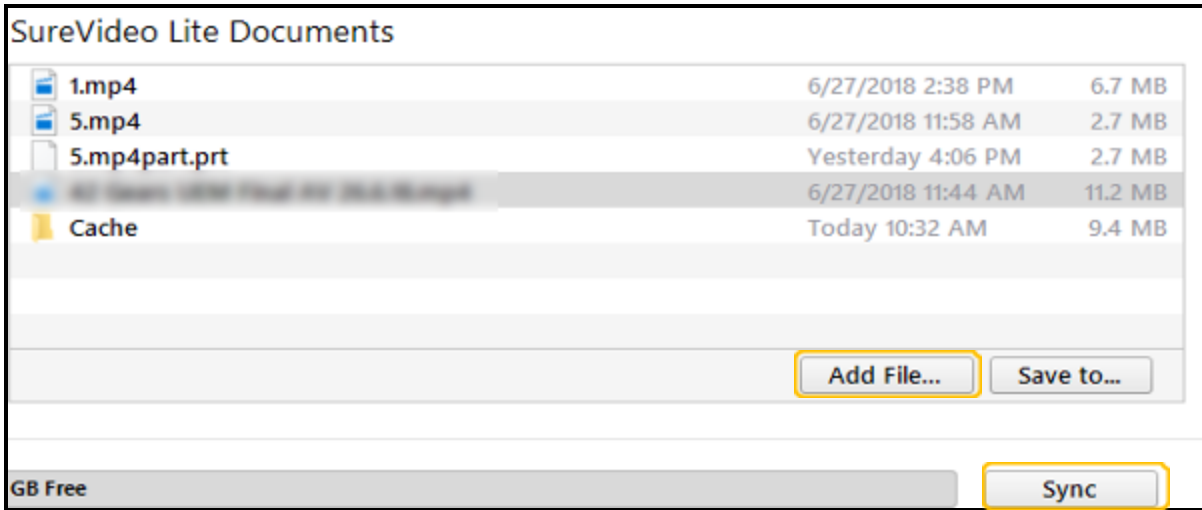 SureVideo Lite Documents
1.mp4 6/27/2018 2:38 PM 6.7 MB
5.mp4 6/27/2018 11:58 AM 2.7 MB
5.mp4part.prt Yesterday 4:06 PM 2.7 MB
6/27/2018 11:44 AM 11.2 MB
Cache Today 10:32 AM 9.4 MB
Add File... Save to...
GB Free Sync